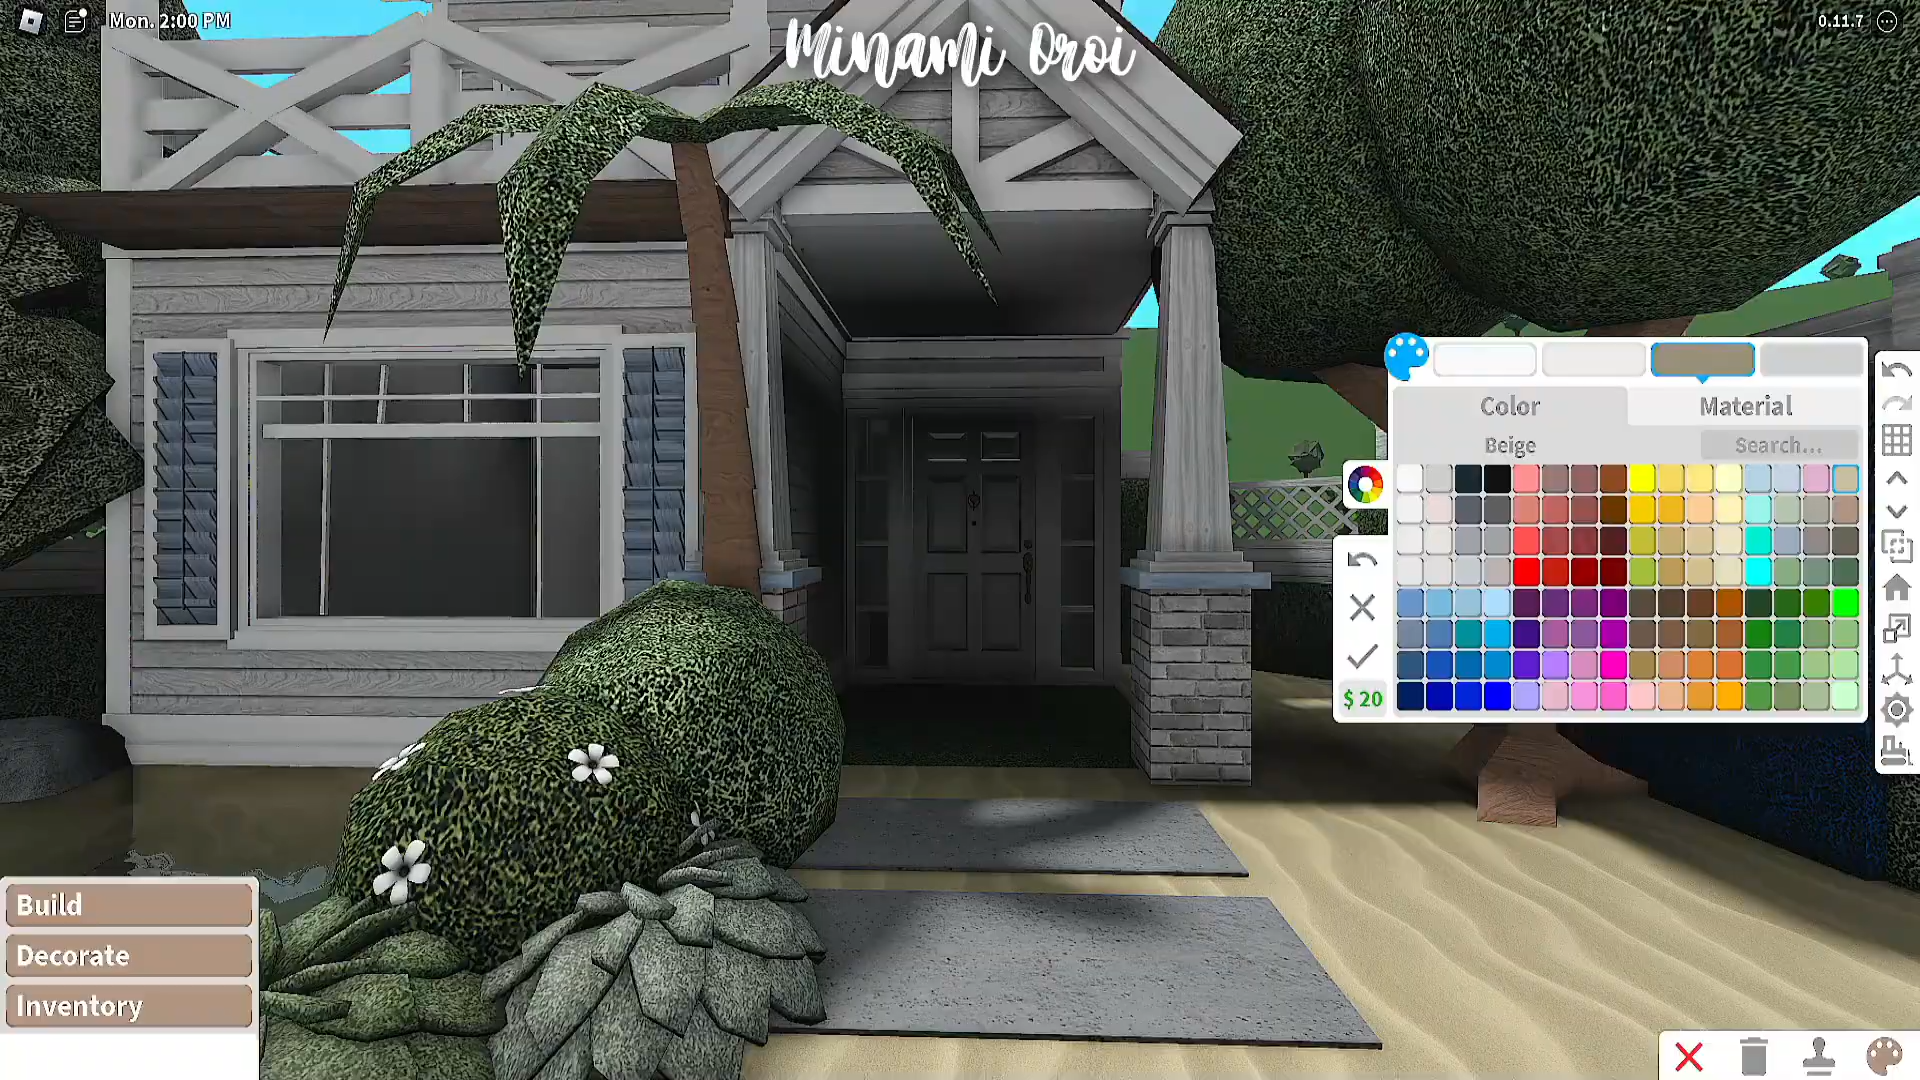 Mon. 2:00 PM
Minami Oroi
0.11.7
Color
Material
Beige
Search...
$ 20
Build
Decorate
Inventory